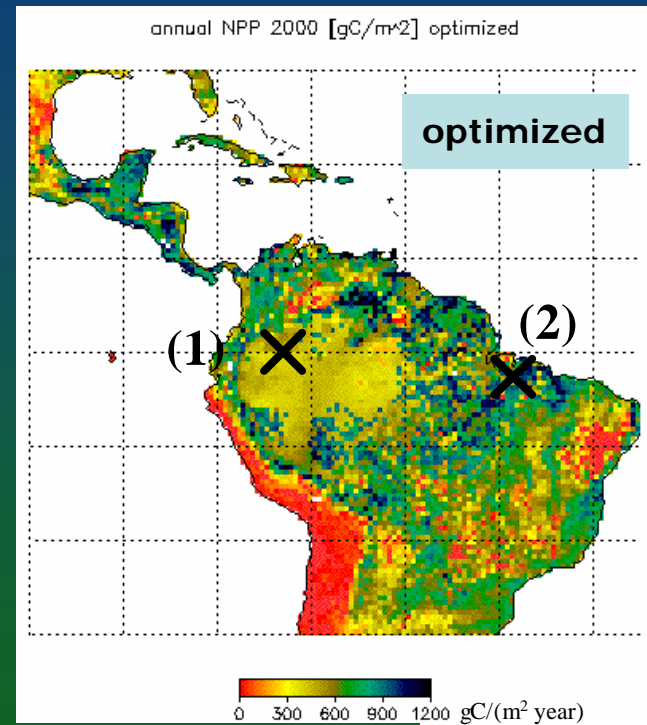 annual NPP 2000 [gC/m^2] optimized
optimized
(2)
(1)
0 300 600 900 1200 gC/(m² year)